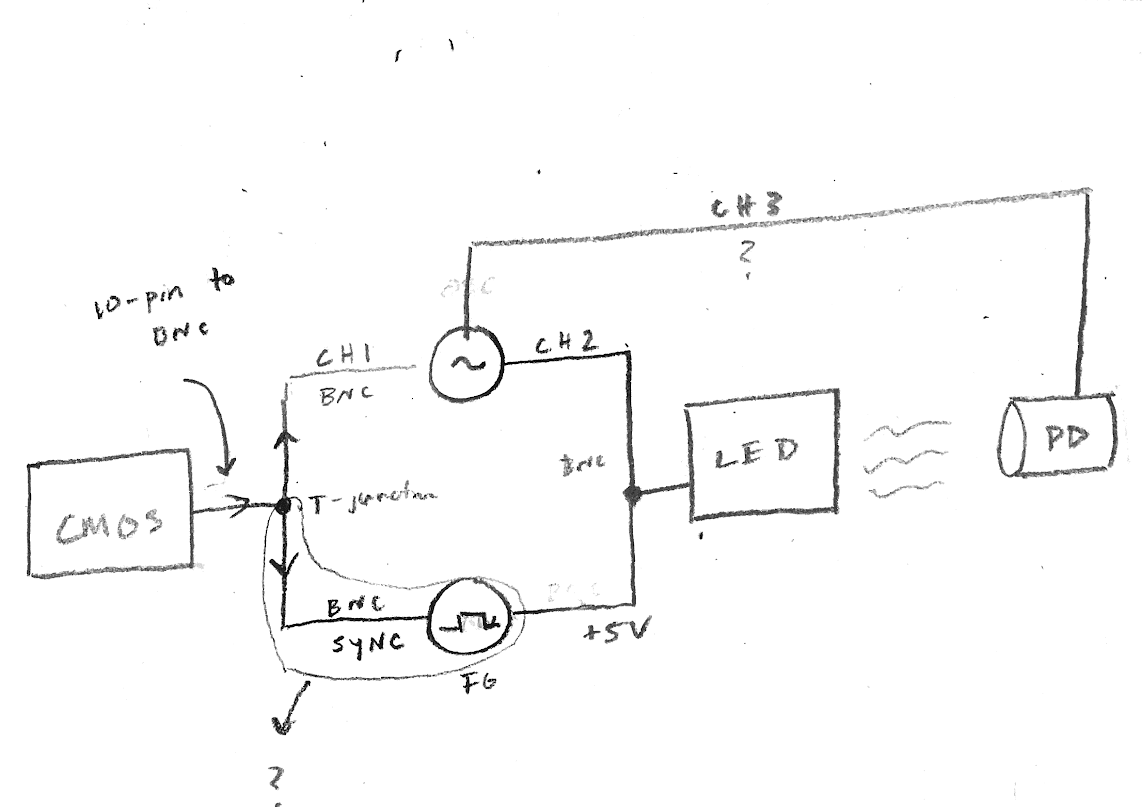 CH3
?
10-pin to
BNC
CH1
BNC
CH2
LED
PD
BNC
CMOS
T-junction
BNC
SYNC
+5V
FG
?